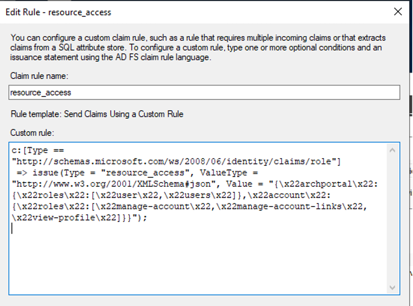 Edit Rule - resource_access
You can configure a custom claim rule, such as a rule that requires multiple incoming claims or that extracts
claims from a SQL attribute store. To configure a custom rule, type one or more optional conditions and an
issuance statement using the AD FS claim rule language.
Claim rule name:
resource_access
Rule template: Send Claims Using a Custom Rule
Custom rule:
c:[Type ==
"http://schemas.microsoft.com/ws/2008/06/identity/claims/role"]
=> issue(Type = "resource_access", ValueType =
"http://www.w3.org/2001/XMLSchema#json", Value = "{\x22archportal\x22:
{\x22roles\x22:[\x22user\x22,\x22users\x22]},\x22account\x22:
{\x22roles\x22:[\x22manage-account\x22,\x22manage-account-links\x22,
\x22view-profile\x22]}}");